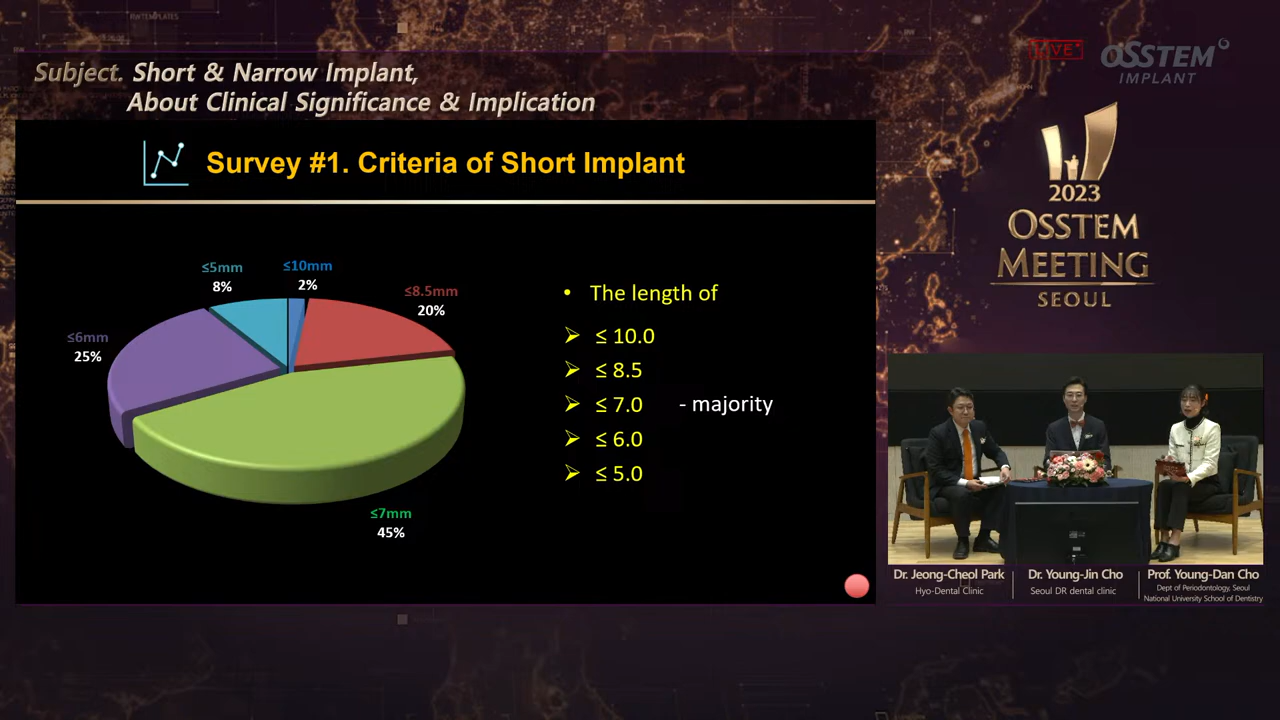 Subject. Short & Narrow Implant,
About Clinical Significance & Implication
LIVE
OSSTEM
IMPLANT
Survey #1. Criteria of Short Implant
≤5mm
8%
≤10mm
2%
≤8.5mm
20%
≤6mm
25%
≤7mm
45%
• The length of
➢ ≤ 10.0
➢ ≤ 8.5
➢ ≤ 7.0 - majority
➢ ≤ 6.0
➢ ≤ 5.0
2023
OSSTEM
MEETING
SEOUL
Dr. Jeong-Cheol Park
Hyo-Dental Clinic
Dr. Young-Jin Cho
Seoul DR dental clinic
Prof. Young-Dan Cho
Dept of Periodontology, Seoul
National University School of Dentistry